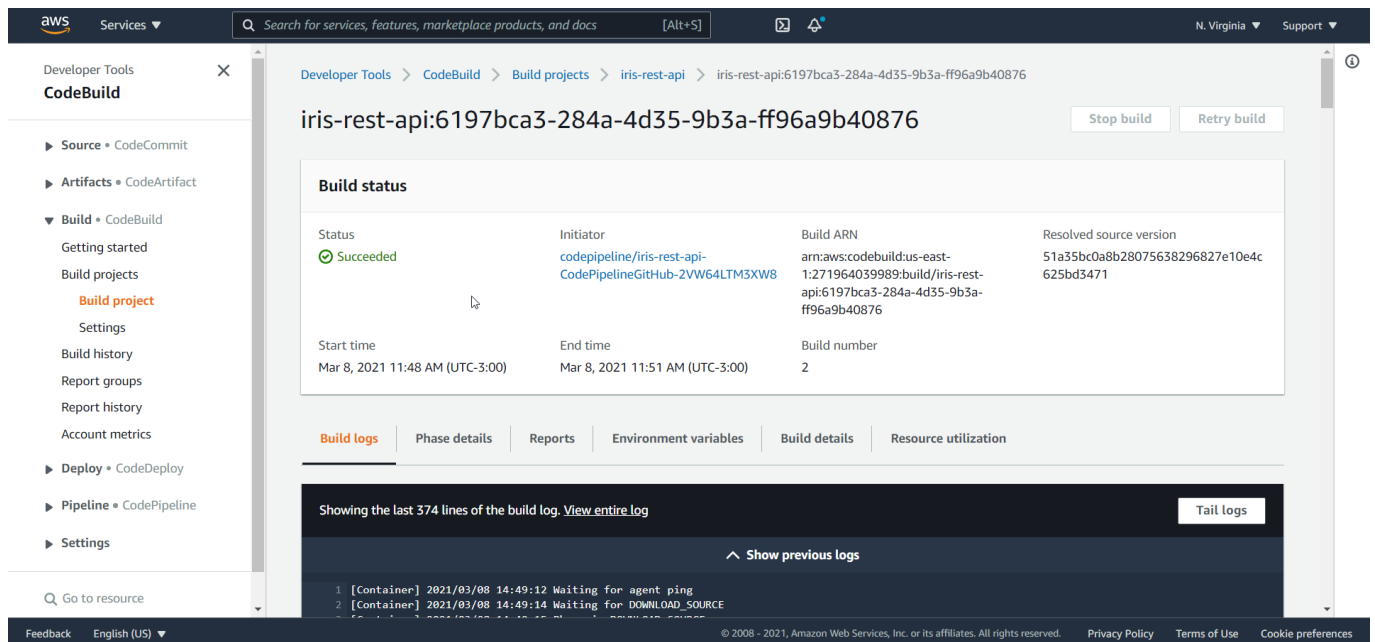 aws
Services ▼
Search for services, features, marketplace products, and docs
[Alt+S]
N. Virginia ▼
Support ▼
Developer Tools
CodeBuild
Source • CodeCommit
Artifacts • CodeArtifact
Build • CodeBuild
Getting started
Build projects
Build project
Settings
Build history
Report groups
Report history
Account metrics
Deploy • CodeDeploy
Pipeline • CodePipeline
Settings
Go to resource
Developer Tools > CodeBuild > Build projects > iris-rest-api > iris-rest-api:6197bca3-284a-4d35-9b3a-ff96a9b40876
iris-rest-api:6197bca3-284a-4d35-9b3a-ff96a9b40876
Stop build
Retry build
Build status
Status
Succeeded
Initiator
codepipeline/iris-rest-api-
CodePipelineGitHub-2VW64LTM3XW8
Build ARN
arn:aws:codebuild:us-east-
1:271964039989:build/iris-rest-
api:6197bca3-284a-4d35-9b3a-
ff96a9b40876
Resolved source version
51a35bc0a8b28075638296827e10e4c
625bd3471
Start time
Mar 8, 2021 11:48 AM (UTC-3:00)
End time
Mar 8, 2021 11:51 AM (UTC-3:00)
Build number
2
Build logs
Phase details
Reports
Environment variables
Build details
Resource utilization
Showing the last 374 lines of the build log. View entire log
Tail logs
Show previous logs
1 [Container] 2021/03/08 14:49:12 Waiting for agent ping
2 [Container] 2021/03/08 14:49:14 Waiting for DOWNLOAD_SOURCE
Feedback
English (US) ▼
© 2008 - 2021, Amazon Web Services, Inc. or its affiliates. All rights reserved.
Privacy Policy
Terms of Use
Cookie preferences